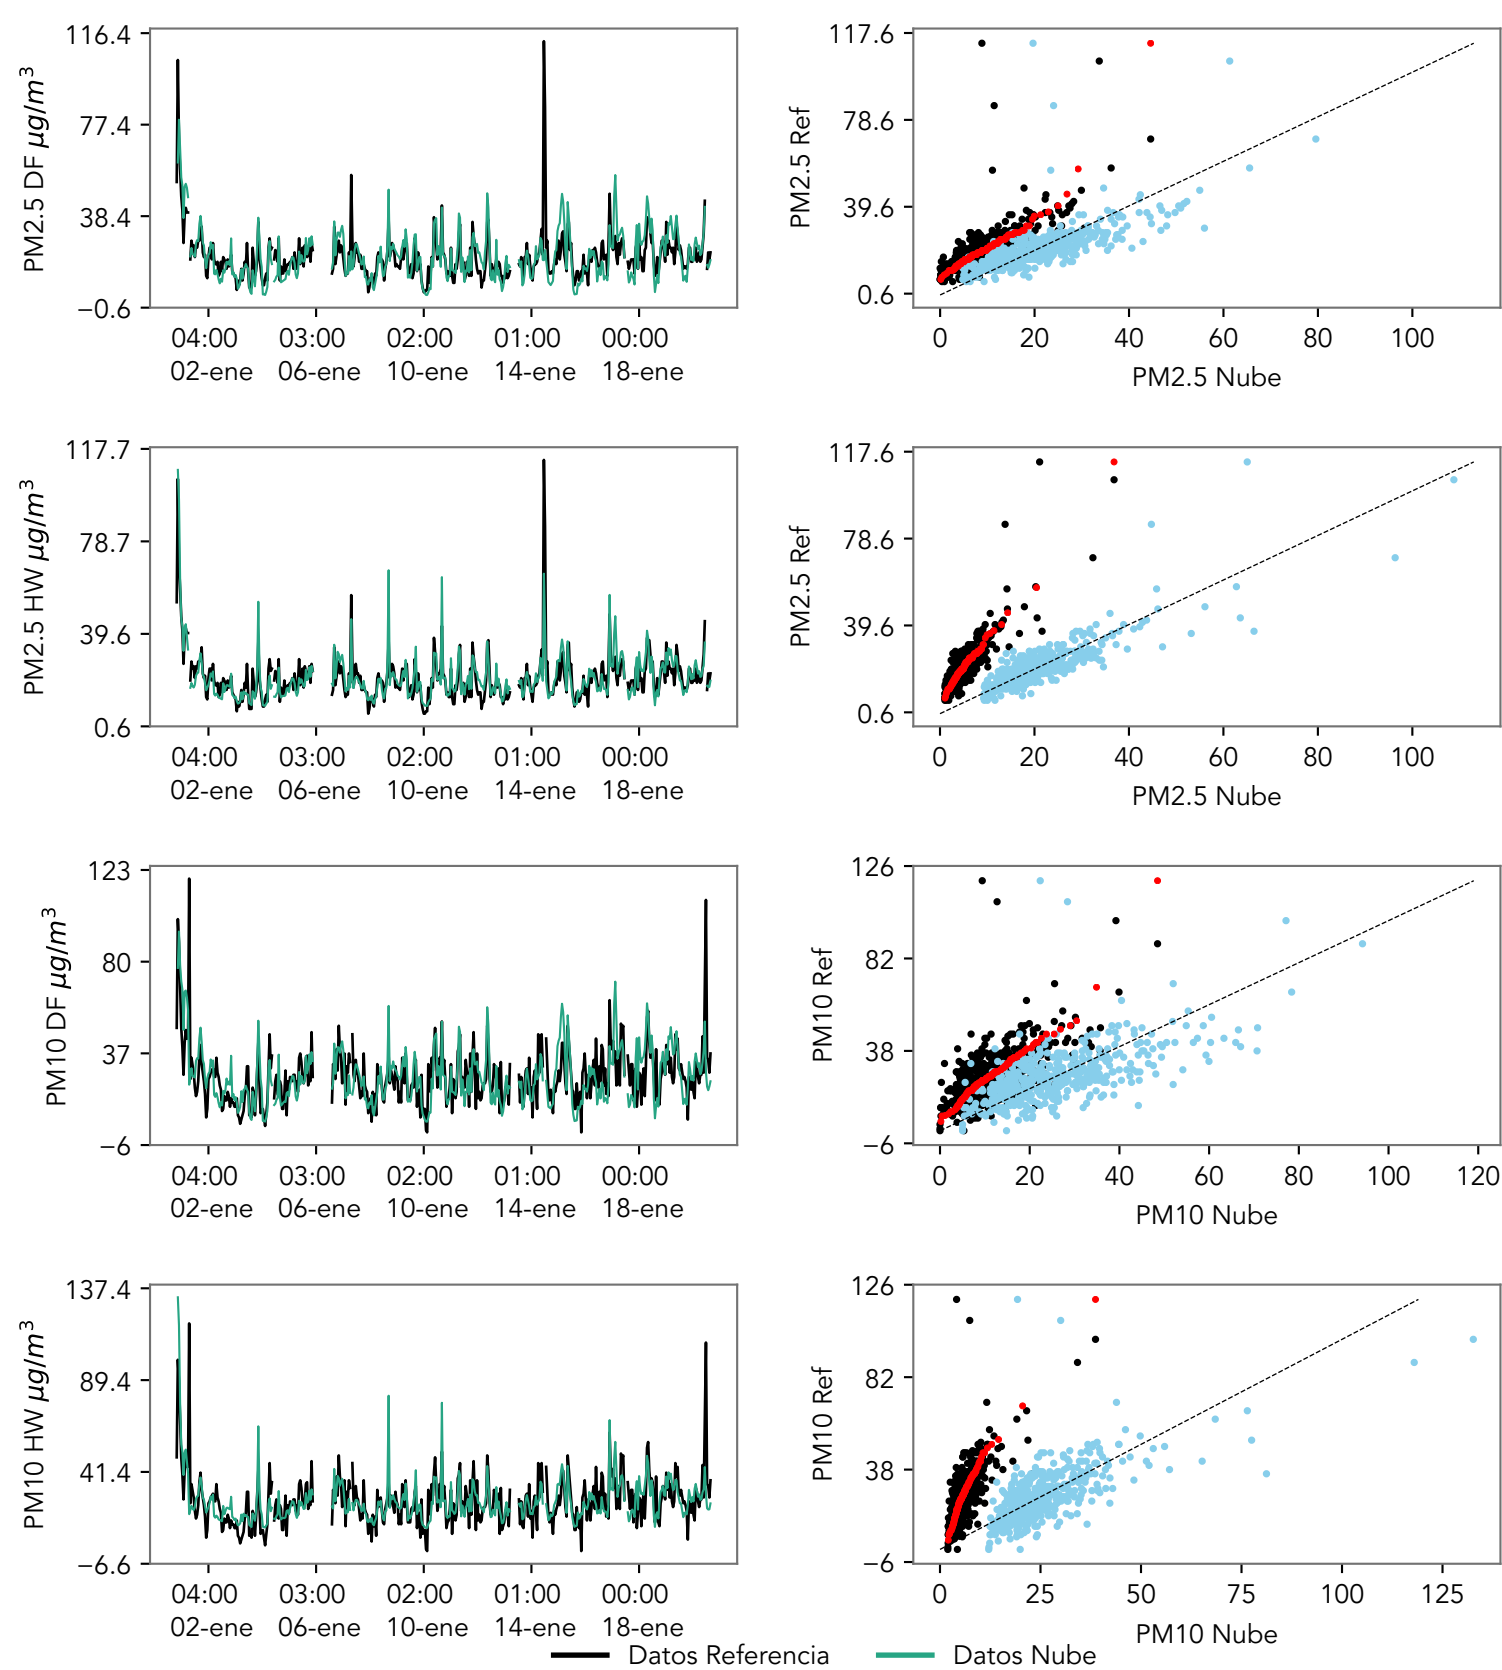 116.4
77.4
38.4
−0.6
PM2.5 DF μg/m³
04:00 03:00 02:00 01:00 00:00
02-ene 06-ene 10-ene 14-ene 18-ene
117.6
78.6
39.6
0.6
PM2.5 Ref
0 20 40 60 80 100
PM2.5 Nube
117.7
78.7
39.6
0.6
PM2.5 HW μg/m³
04:00 03:00 02:00 01:00 00:00
02-ene 06-ene 10-ene 14-ene 18-ene
117.6
78.6
39.6
0.6
PM2.5 Ref
0 20 40 60 80 100
PM2.5 Nube
123
80
37
−6
PM10 DF μg/m³
04:00 03:00 02:00 01:00 00:00
02-ene 06-ene 10-ene 14-ene 18-ene
126
82
38
−6
PM10 Ref
0 20 40 60 80 100 120
PM10 Nube
137.4
89.4
41.4
−6.6
PM10 HW μg/m³
04:00 03:00 02:00 01:00 00:00
02-ene 06-ene 10-ene 14-ene 18-ene
126
82
38
−6
PM10 Ref
0 25 50 75 100 125
PM10 Nube
Datos Referencia Datos Nube